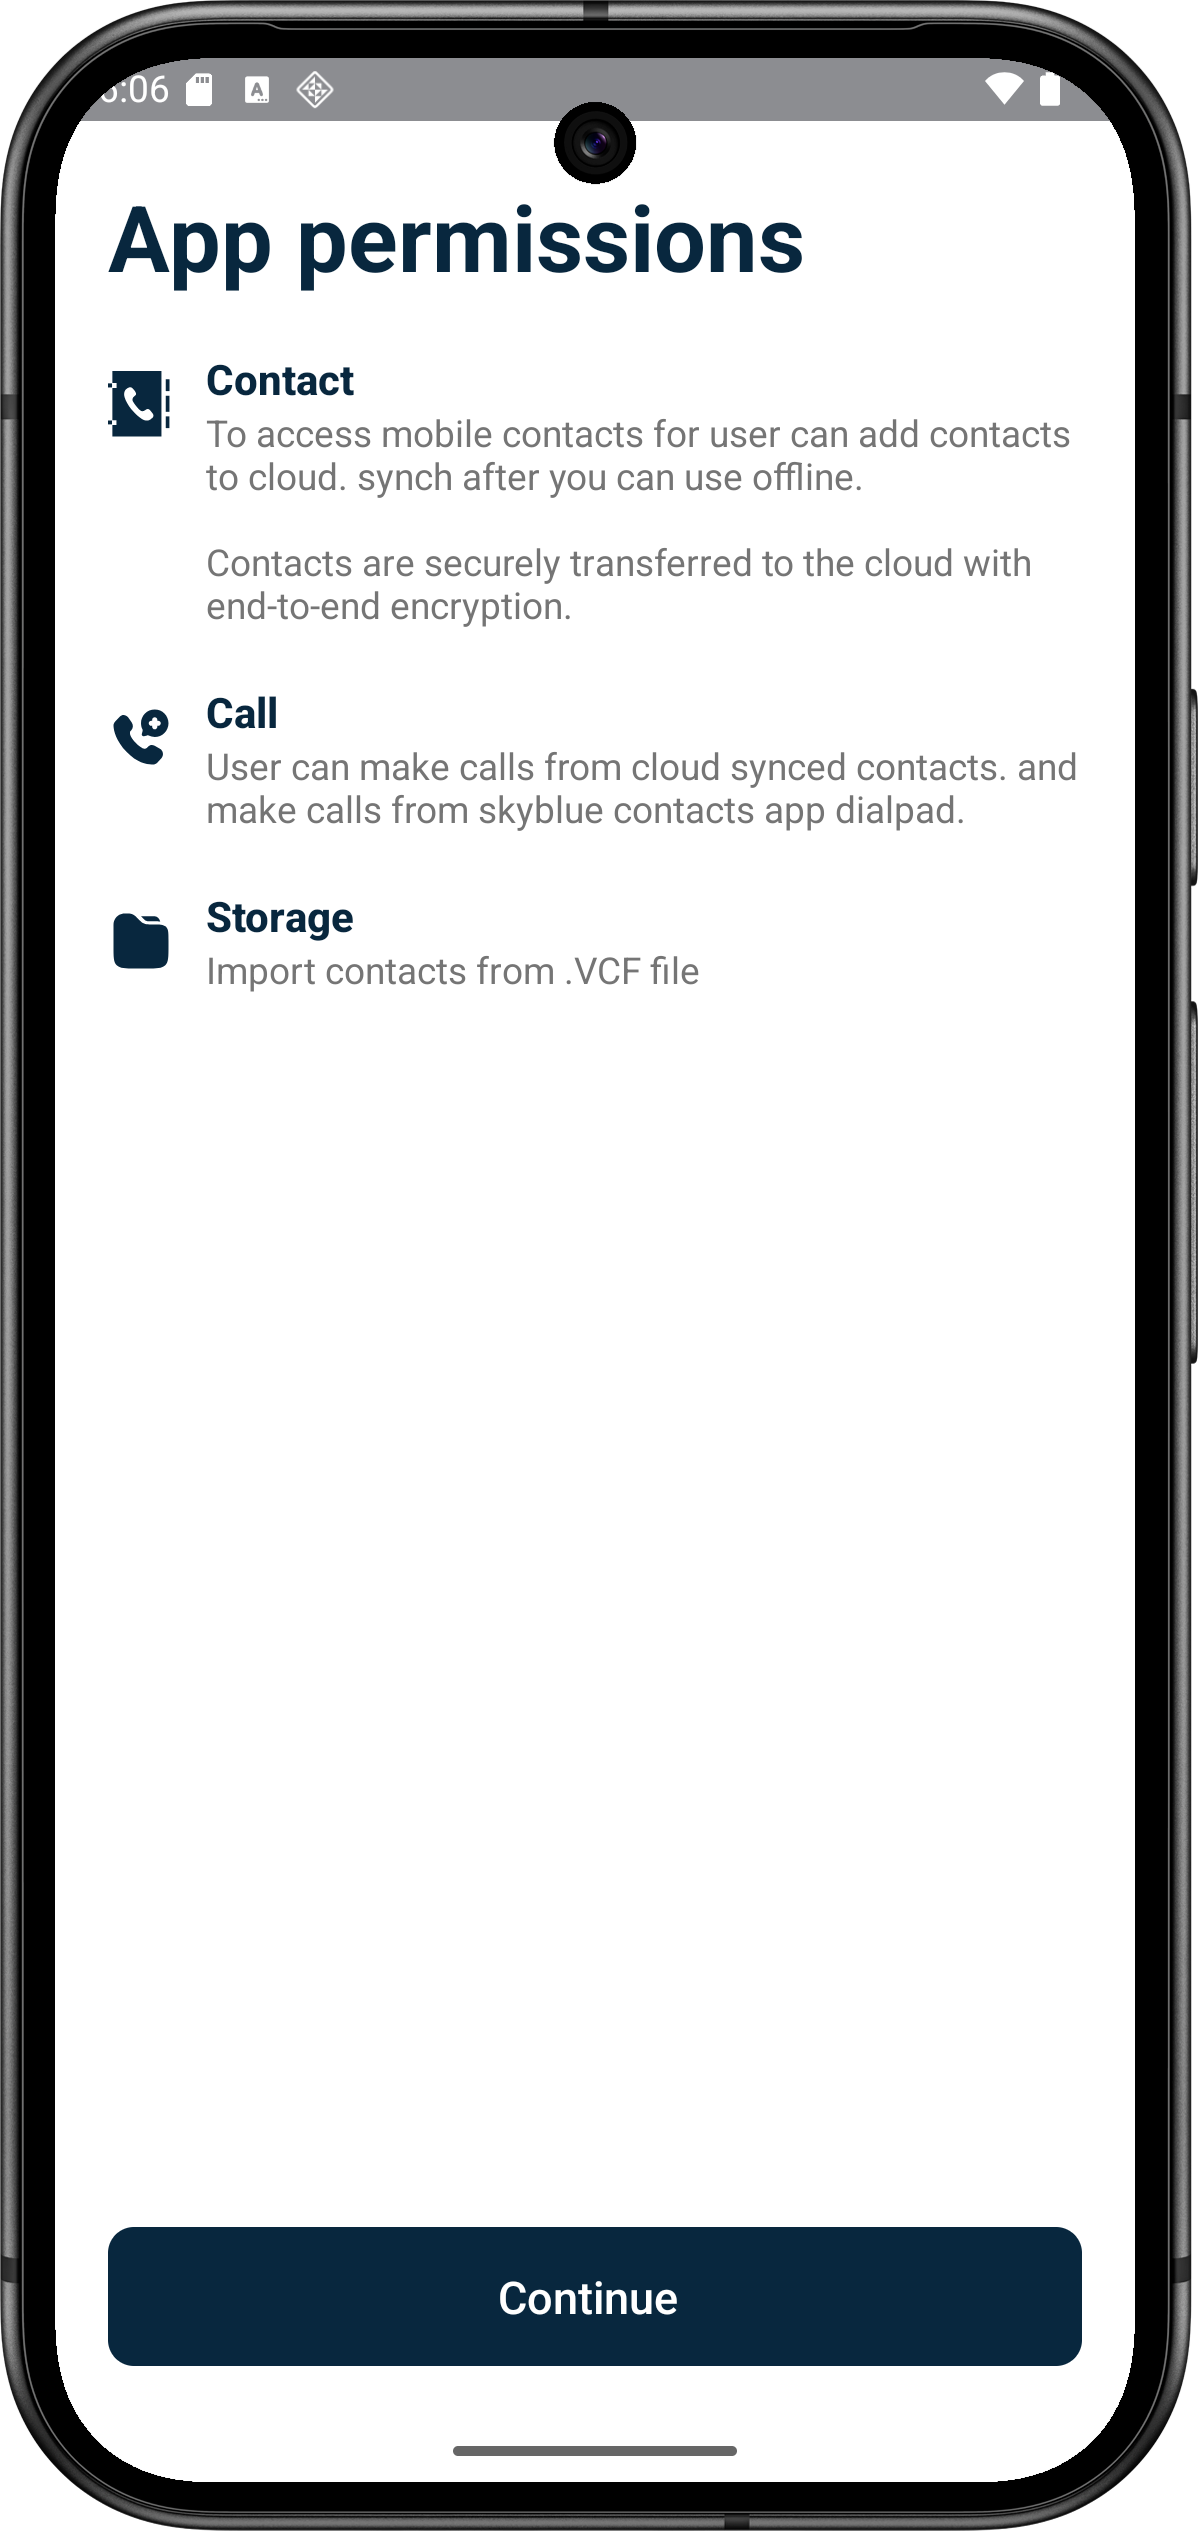 :06
App permissions
Contact
To access mobile contacts for user can add contacts
to cloud. synch after you can use offline.
Contacts are securely transferred to the cloud with
end-to-end encryption.
Call
User can make calls from cloud synced contacts. and
make calls from skyblue contacts app dialpad.
Storage
Import contacts from .VCF file
Continue